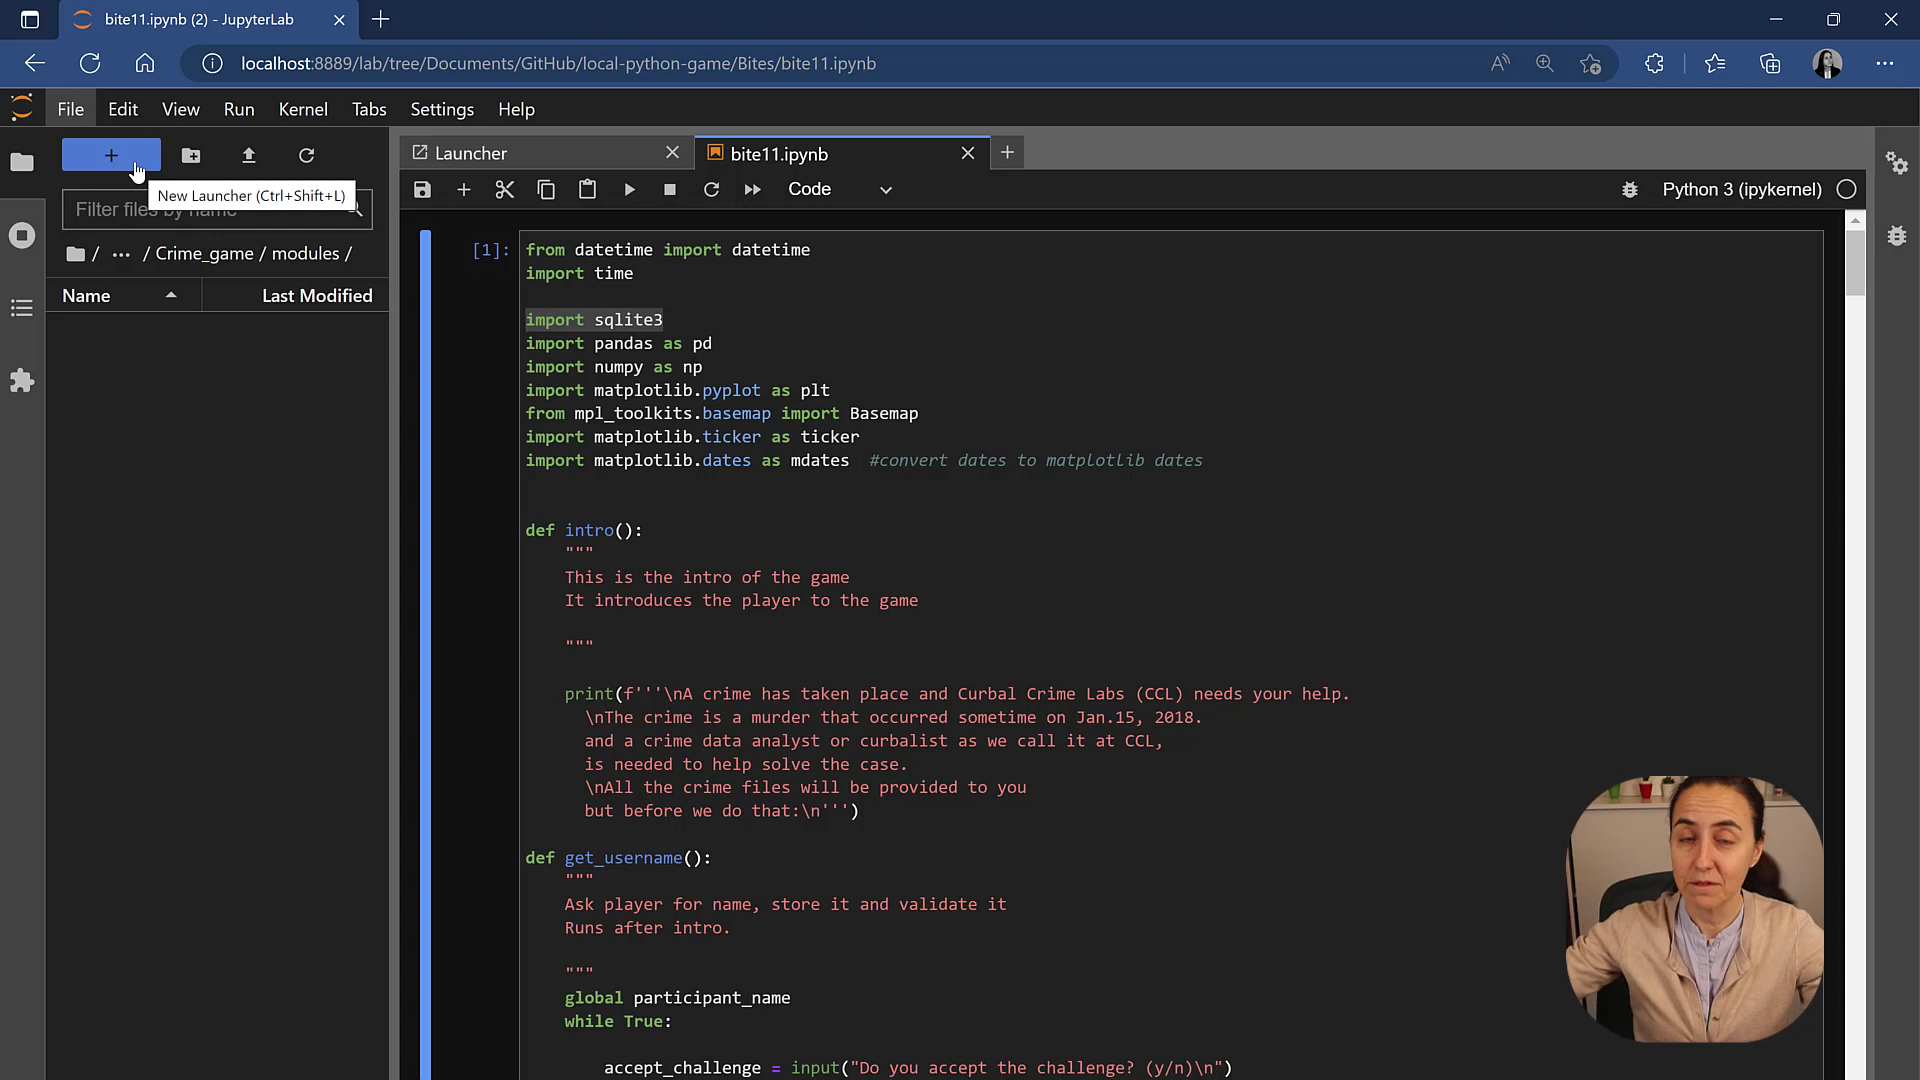 bite11.ipynb (2) - JupyterLab
localhost:8889/lab/tree/Documents/GitHub/local-python-game/Bites/bite11.ipynb
File Edit View Run Kernel Tabs Settings Help
New Launcher (Ctrl+Shift+L)
Filter files by name
/ ... / Crime_game / modules /
Name Last Modified
Launcher
bite11.ipynb
Code
Python 3 (ipykernel)
[1]:
from datetime import datetime
import time
import sqlite3
import pandas as pd
import numpy as np
import matplotlib.pyplot as plt
from mpl_toolkits.basemap import Basemap
import matplotlib.ticker as ticker
import matplotlib.dates as mdates  #convert dates to matplotlib dates
def intro():
"""
This is the intro of the game
It introduces the player to the game
"""
print(f'''\nA crime has taken place and Curbal Crime Labs (CCL) needs your help.
\nThe crime is a murder that occurred sometime on Jan.15, 2018.
and a crime data analyst or curbalist as we call it at CCL,
is needed to help solve the case.
\nAll the crime files will be provided to you
but before we do that:\n''')
def get_username():
"""
Ask player for name, store it and validate it
Runs after intro.
"""
global participant_name
while True:
accept_challenge = input("Do you accept the challenge? (y/n)\n")